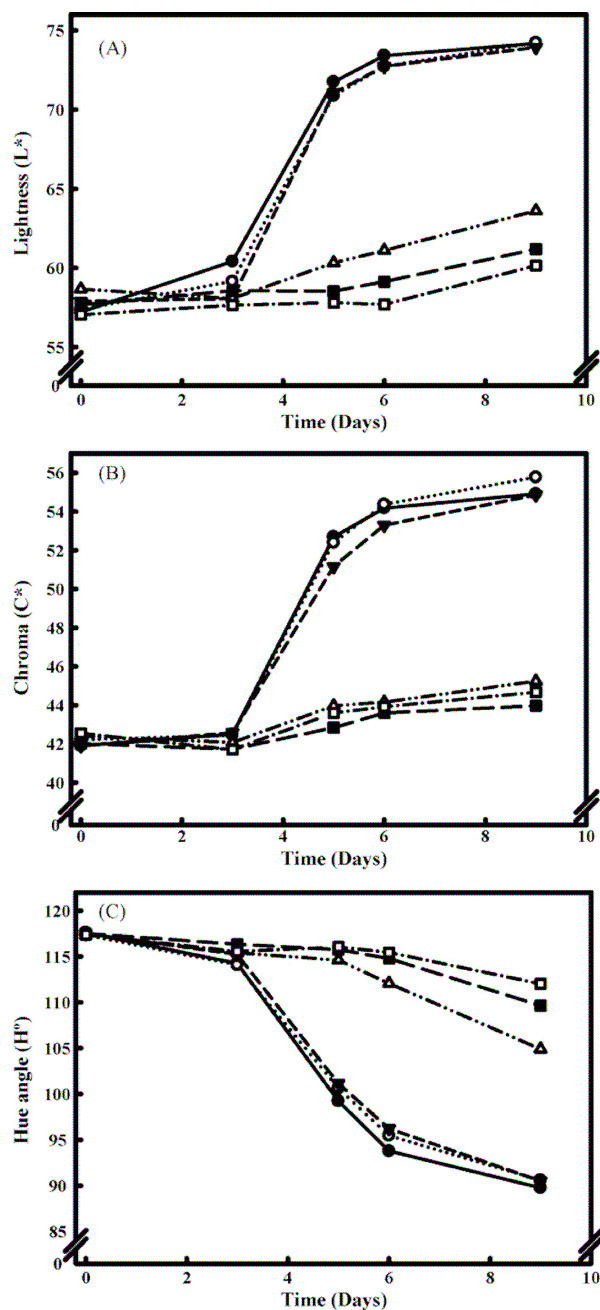 (A)
75
70
65
60
55
0
Lightness (L*)
0 2 4 6 8 10
Time (Days)
(B)
56
54
52
50
48
46
44
42
40
0
Chroma (C*)
0 2 4 6 8 10
Time (Days)
(C)
120
115
110
105
100
95
90
85
0
Hue angle (Hº)
0 2 4 6 8 10
Time (Days)